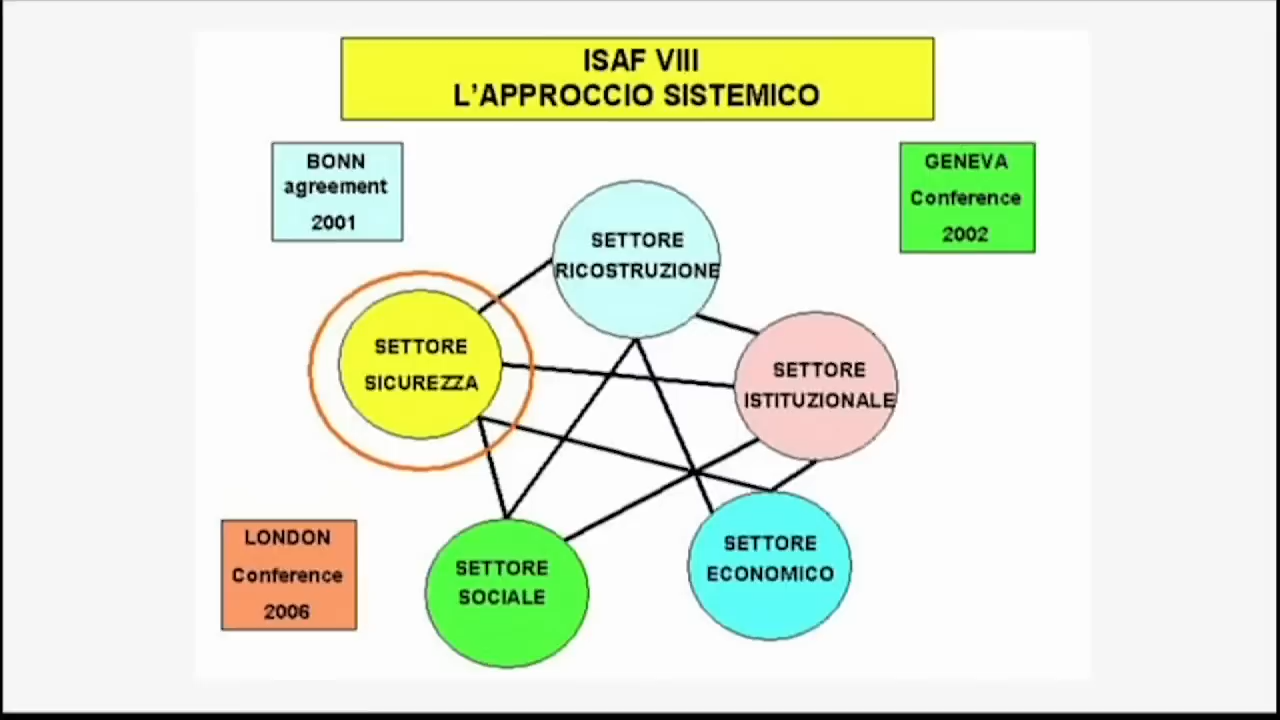 ISAF VIII
L'APPROCCIO SISTEMICO
BONN
agreement
2001
GENEVA
Conference
2002
SETTORE
RICOSTRUZIONE
SETTORE
SICUREZZA
SETTORE
ISTITUZIONALE
LONDON
Conference
2006
SETTORE
SOCIALE
SETTORE
ECONOMICO